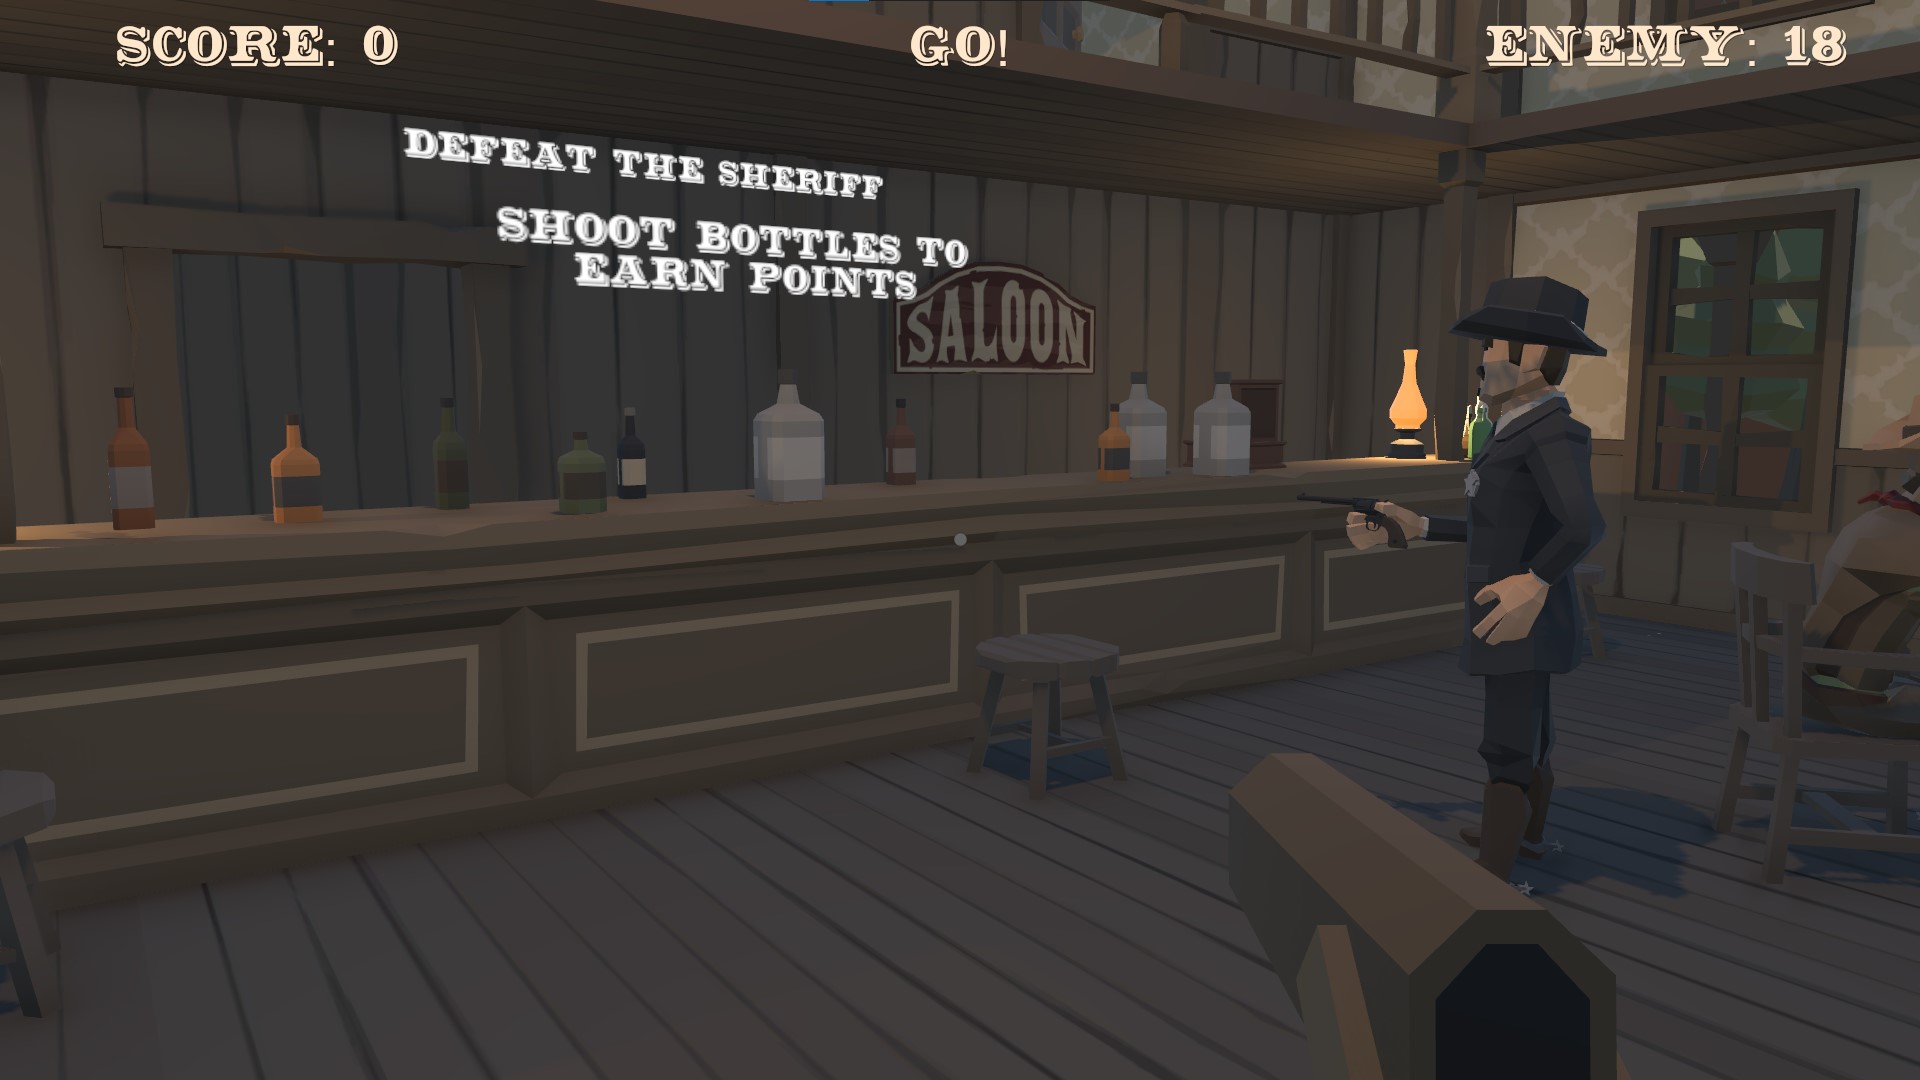 SCORE: 0
GO!
ENEMY: 18
DEFEAT THE SHERIFF
SHOOT BOTTLES TO
EARN POINTS
SALOON